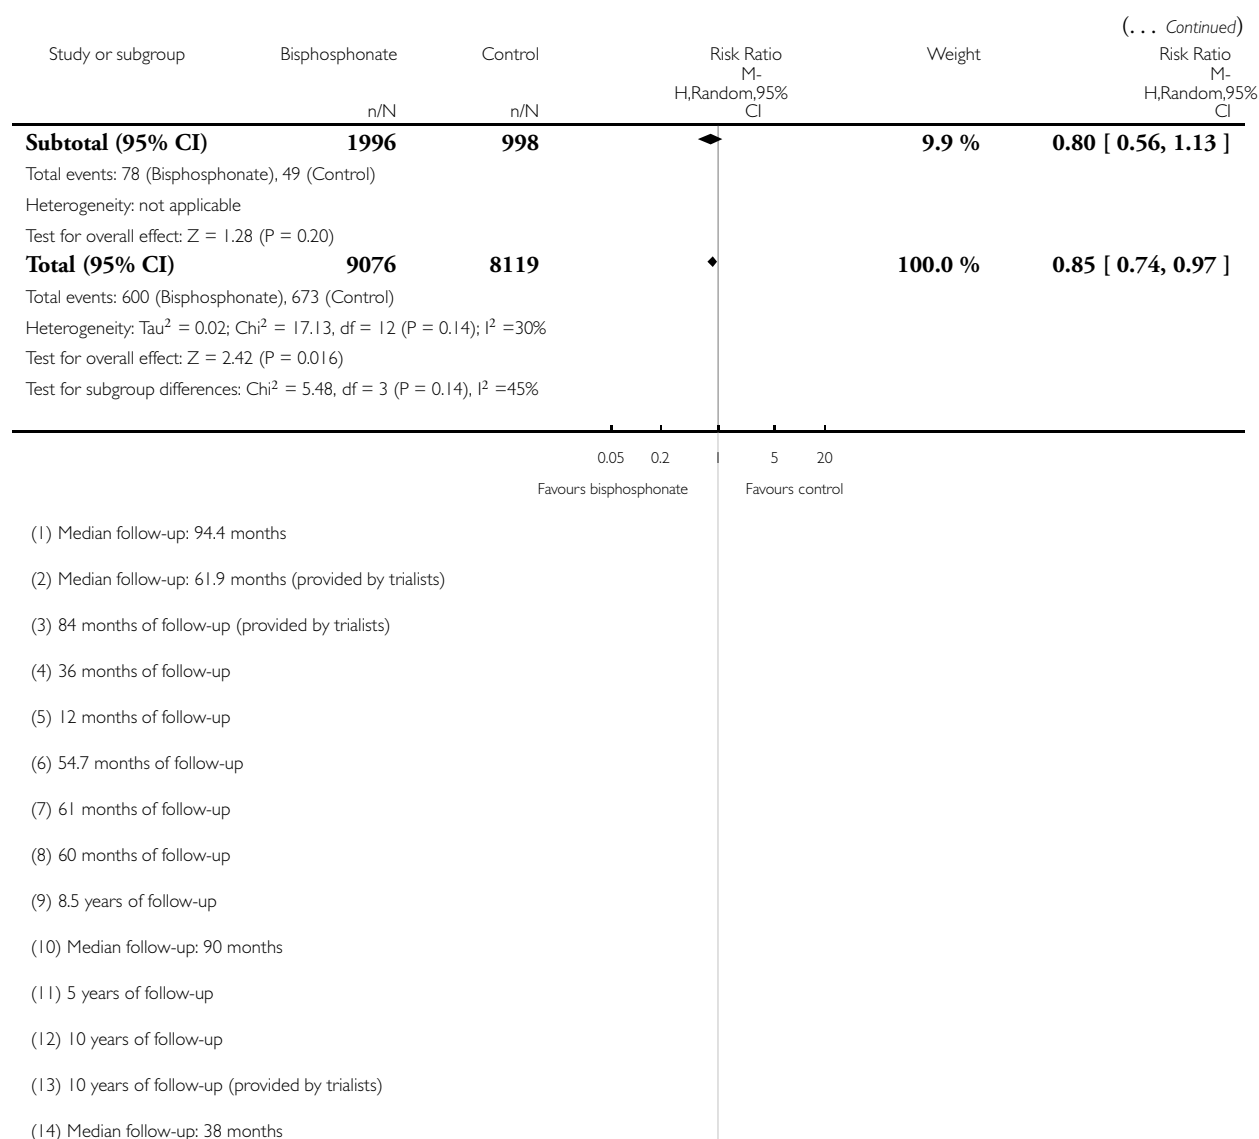 (... Continued)
Study or subgroup Bisphosphonate Control Risk Ratio Weight Risk Ratio
M- M-
H,Random,95% H,Random,95%
n/N n/N CI CI
Subtotal (95% CI) 1996 998 9.9 % 0.80 [ 0.56, 1.13 ]
Total events: 78 (Bisphosphonate), 49 (Control)
Heterogeneity: not applicable
Test for overall effect: Z = 1.28 (P = 0.20)
Total (95% CI) 9076 8119 100.0 % 0.85 [ 0.74, 0.97 ]
Total events: 600 (Bisphosphonate), 673 (Control)
Heterogeneity: Tau² = 0.02; Chi² = 17.13, df = 12 (P = 0.14); I² =30%
Test for overall effect: Z = 2.42 (P = 0.016)
Test for subgroup differences: Chi² = 5.48, df = 3 (P = 0.14), I² =45%
0.05 0.2 1 5 20
Favours bisphosphonate Favours control
(1) Median follow-up: 94.4 months
(2) Median follow-up: 61.9 months (provided by trialists)
(3) 84 months of follow-up (provided by trialists)
(4) 36 months of follow-up
(5) 12 months of follow-up
(6) 54.7 months of follow-up
(7) 61 months of follow-up
(8) 60 months of follow-up
(9) 8.5 years of follow-up
(10) Median follow-up: 90 months
(11) 5 years of follow-up
(12) 10 years of follow-up
(13) 10 years of follow-up (provided by trialists)
(14) Median follow-up: 38 months